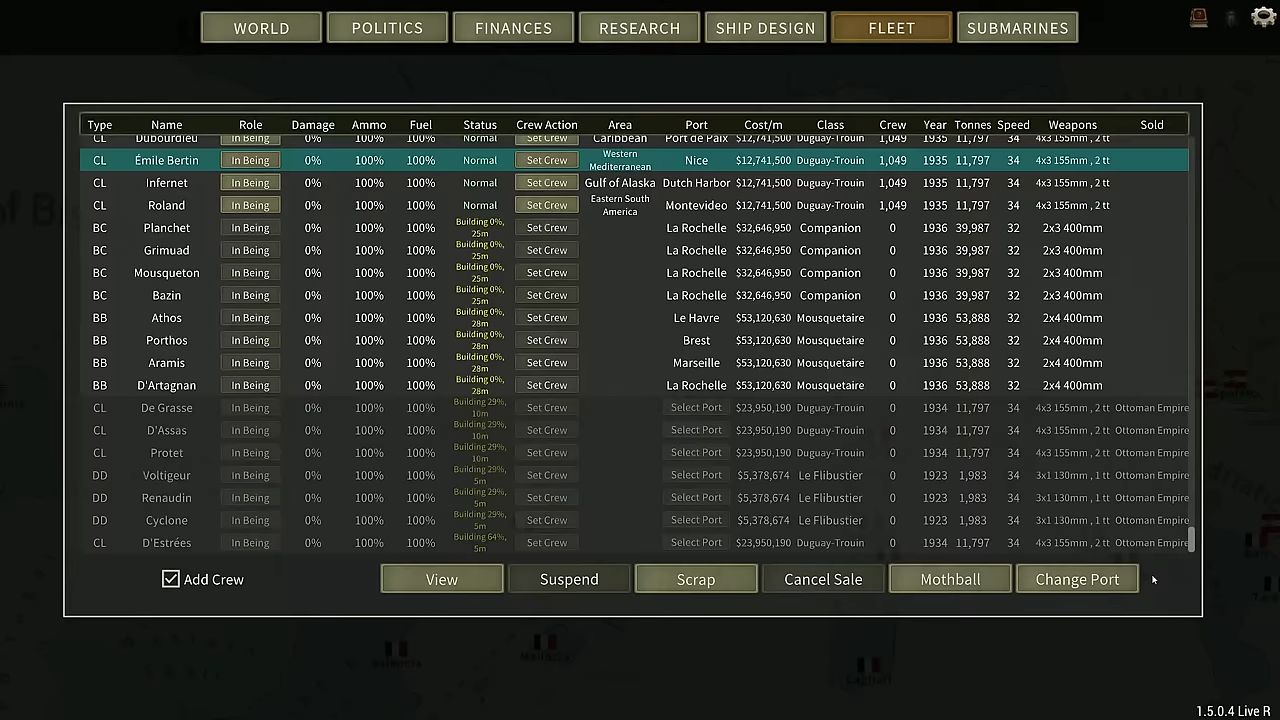 WORLD POLITICS FINANCES RESEARCH SHIP DESIGN FLEET SUBMARINES
Type Name Role Damage Ammo Fuel Status Crew Action Area Port Cost/m Class Crew Year Tonnes Speed Weapons Sold
CL Dubourdieu In Being 0% 100% 100% Normal Set Crew Caribbean Port de Paix $12,741,500 Duguay-Trouin 1,049 1935 11,797 34 4x3 155mm , 2 tt
CL Émile Bertin In Being 0% 100% 100% Normal Set Crew Western Mediterranean Nice $12,741,500 Duguay-Trouin 1,049 1935 11,797 34 4x3 155mm , 2 tt
CL Infernet In Being 0% 100% 100% Normal Set Crew Gulf of Alaska Dutch Harbor $12,741,500 Duguay-Trouin 1,049 1935 11,797 34 4x3 155mm , 2 tt
CL Roland In Being 0% 100% 100% Normal Set Crew Eastern South America Montevideo $12,741,500 Duguay-Trouin 1,049 1935 11,797 34 4x3 155mm , 2 tt
BC Planchet In Being 0% 100% 100% Building 0%, 25m Set Crew La Rochelle $32,646,950 Companion 0 1936 39,987 32 2x3 400mm
BC Grimuad In Being 0% 100% 100% Building 0%, 25m Set Crew La Rochelle $32,646,950 Companion 0 1936 39,987 32 2x3 400mm
BC Mousqueton In Being 0% 100% 100% Building 0%, 25m Set Crew La Rochelle $32,646,950 Companion 0 1936 39,987 32 2x3 400mm
BC Bazin In Being 0% 100% 100% Building 0%, 25m Set Crew La Rochelle $32,646,950 Companion 0 1936 39,987 32 2x3 400mm
BB Athos In Being 0% 100% 100% Building 0%, 28m Set Crew Le Havre $53,120,630 Mousquetaire 0 1936 53,888 32 2x4 400mm
BB Porthos In Being 0% 100% 100% Building 0%, 28m Set Crew Brest $53,120,630 Mousquetaire 0 1936 53,888 32 2x4 400mm
BB Aramis In Being 0% 100% 100% Building 0%, 28m Set Crew Marseille $53,120,630 Mousquetaire 0 1936 53,888 32 2x4 400mm
BB D'Artagnan In Being 0% 100% 100% Building 0%, 28m Set Crew La Rochelle $53,120,630 Mousquetaire 0 1936 53,888 32 2x4 400mm
CL De Grasse In Being 0% 100% 100% Building 29%, 10m Set Crew Select Port $23,950,190 Duguay-Trouin 0 1934 11,797 34 4x3 155mm , 2 tt Ottoman Empire
CL D'Assas In Being 0% 100% 100% Building 29%, 10m Set Crew Select Port $23,950,190 Duguay-Trouin 0 1934 11,797 34 4x3 155mm , 2 tt Ottoman Empire
CL Protet In Being 0% 100% 100% Building 29%, 10m Set Crew Select Port $23,950,190 Duguay-Trouin 0 1934 11,797 34 4x3 155mm , 2 tt Ottoman Empire
DD Voltigeur In Being 0% 100% 100% Building 29%, 5m Set Crew Select Port $5,378,674 Le Flibustier 0 1923 1,983 34 3x1 130mm , 1 tt Ottoman Empire
DD Renaudin In Being 0% 100% 100% Building 29%, 5m Set Crew Select Port $5,378,674 Le Flibustier 0 1923 1,983 34 3x1 130mm , 1 tt Ottoman Empire
DD Cyclone In Being 0% 100% 100% Building 29%, 5m Set Crew Select Port $5,378,674 Le Flibustier 0 1923 1,983 34 3x1 130mm , 1 tt Ottoman Empire
CL D'Estrées In Being 0% 100% 100% Building 64%, 5m Set Crew Select Port $23,950,190 Duguay-Trouin 0 1934 11,797 34 4x3 155mm , 2 tt Ottoman Empire
Add Crew View Suspend Scrap Cancel Sale Mothball Change Port
1.5.0.4 Live R